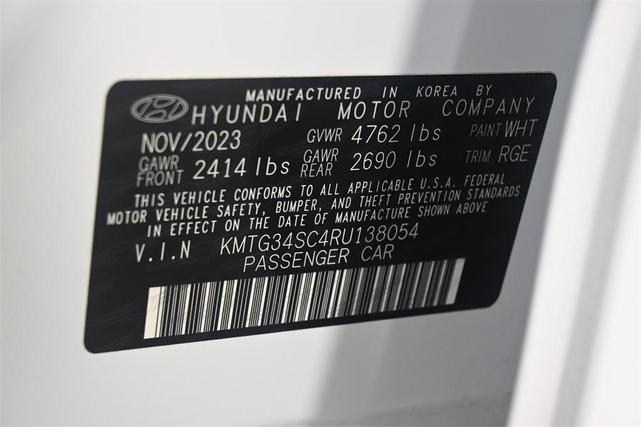 MANUFACTURED IN KOREA BY
HYUNDAI MOTOR COMPANY
NOV/2023 GVWR 4762 lbs PAINT WHT
GAWR FRONT 2414 lbs GAWR REAR 2690 lbs TRIM RGE
THIS VEHICLE CONFORMS TO ALL APPLICABLE U.S.A. FEDERAL
MOTOR VEHICLE SAFETY, BUMPER, AND THEFT PREVENTION STANDARDS
IN EFFECT ON THE DATE OF MANUFACTURE SHOWN ABOVE
V.I.N KMTG34SC4RU138054
PASSENGER CAR